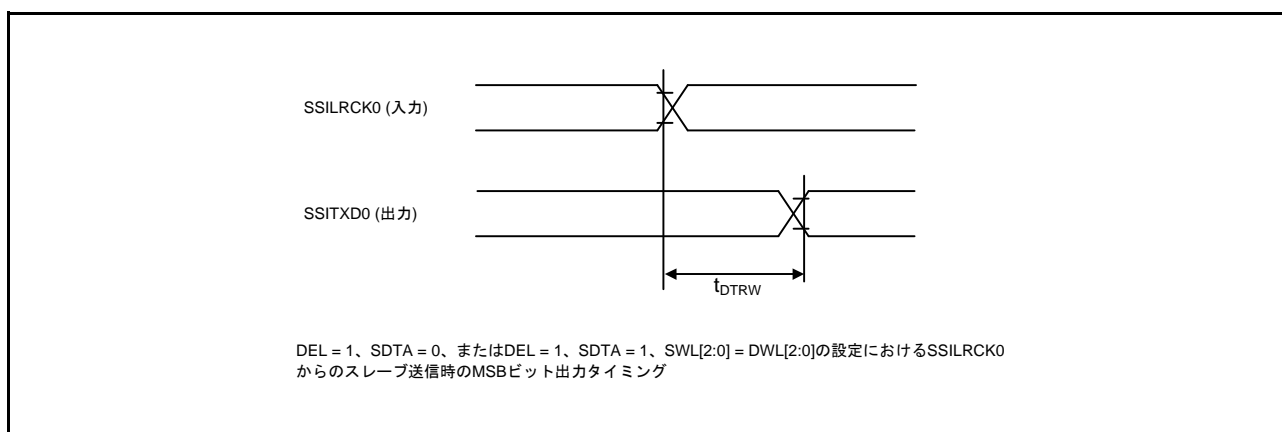 SSILRCK0 (入力)
SSITXD0 (出力)
tDTRW
DEL = 1、SDTA = 0、またはDEL = 1、SDTA = 1、SWL[2:0] = DWL[2:0]の設定におけるSSILRCK0
からのスレーブ送信時のMSBビット出力タイミング